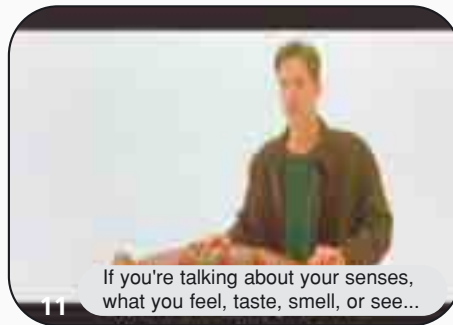 If you're talking about your senses,
what you feel, taste, smell, or see...
11